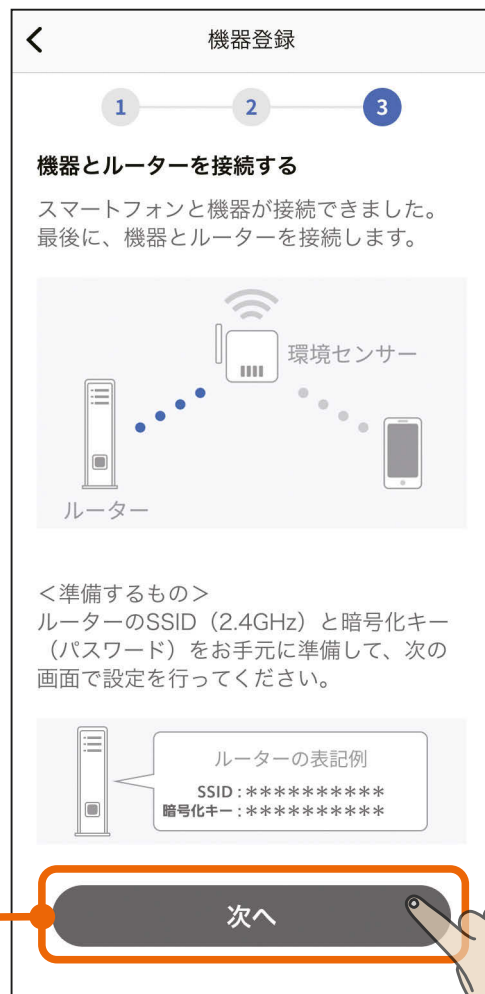 機器登録
1 2 3
機器とルーターを接続する
スマートフォンと機器が接続できました。
最後に、機器とルーターを接続します。
環境センサー
ルーター
＜準備するもの＞
ルーターのSSID（2.4GHz）と暗号化キー
（パスワード）をお手元に準備して、次の
画面で設定を行ってください。
ルーターの表記例
SSID：**********
暗号化キー：**********
次へ